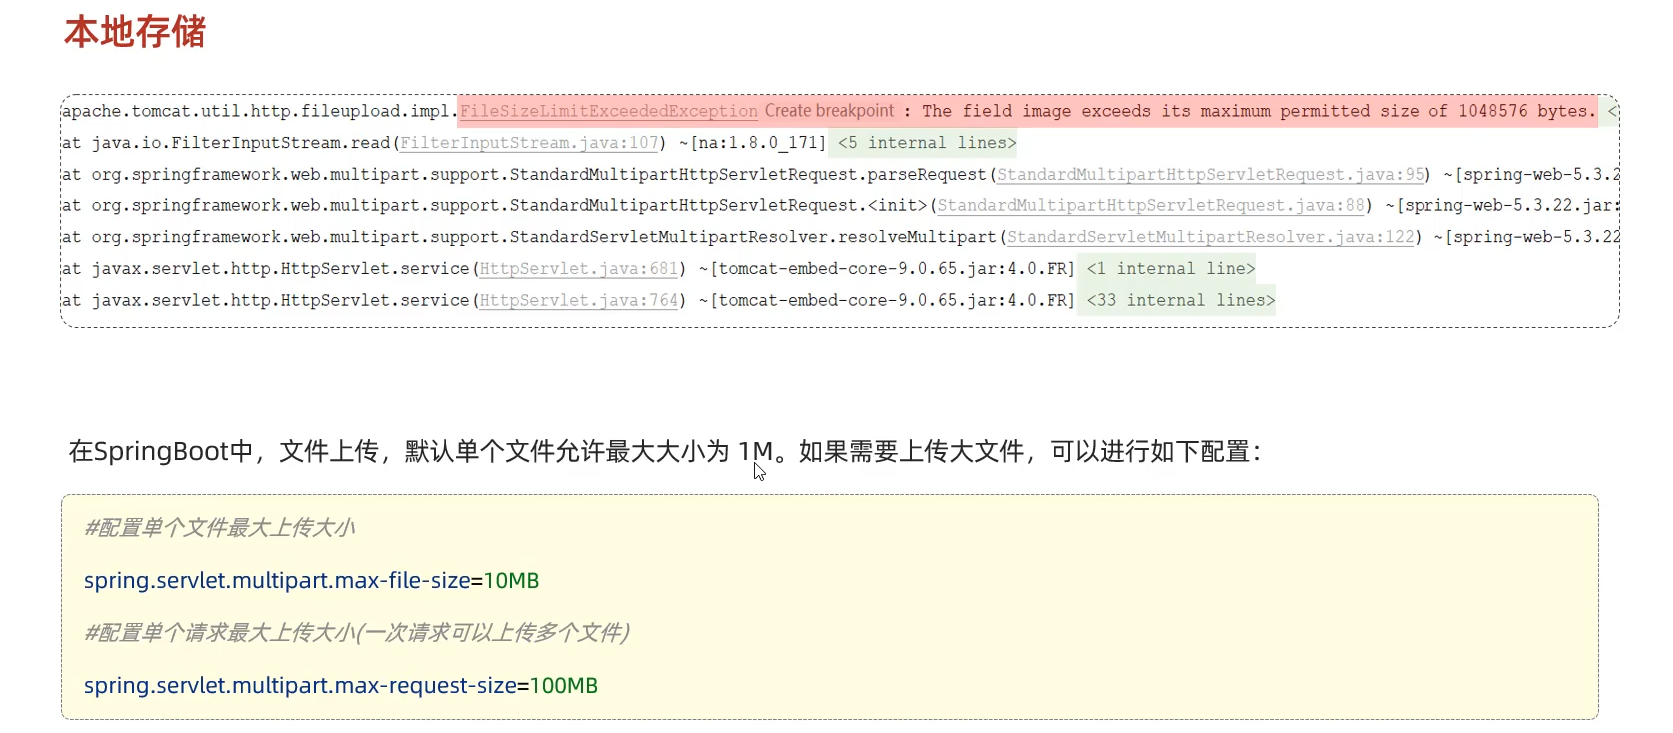 本地存储
apache.tomcat.util.http.fileupload.impl.FileSizeLimitExceededException Create breakpoint : The field image exceeds its maximum permitted size of 1048576 bytes. <
at java.io.FilterInputStream.read(FilterInputStream.java:107) ~[na:1.8.0_171] <5 internal lines>
at org.springframework.web.multipart.support.StandardMultipartHttpServletRequest.parseRequest(StandardMultipartHttpServletRequest.java:95) ~[spring-web-5.3.2
at org.springframework.web.multipart.support.StandardMultipartHttpServletRequest.<init>(StandardMultipartHttpServletRequest.java:88) ~[spring-web-5.3.22.jar:
at org.springframework.web.multipart.support.StandardServletMultipartResolver.resolveMultipart(StandardServletMultipartResolver.java:122) ~[spring-web-5.3.22
at javax.servlet.http.HttpServlet.service(HttpServlet.java:681) ~[tomcat-embed-core-9.0.65.jar:4.0.FR] <1 internal line>
at javax.servlet.http.HttpServlet.service(HttpServlet.java:764) ~[tomcat-embed-core-9.0.65.jar:4.0.FR] <33 internal lines>
在SpringBoot中，文件上传，默认单个文件允许最大大小为 1M。如果需要上传大文件，可以进行如下配置：
#配置单个文件最大上传大小
spring.servlet.multipart.max-file-size=10MB
#配置单个请求最大上传大小(一次请求可以上传多个文件)
spring.servlet.multipart.max-request-size=100MB